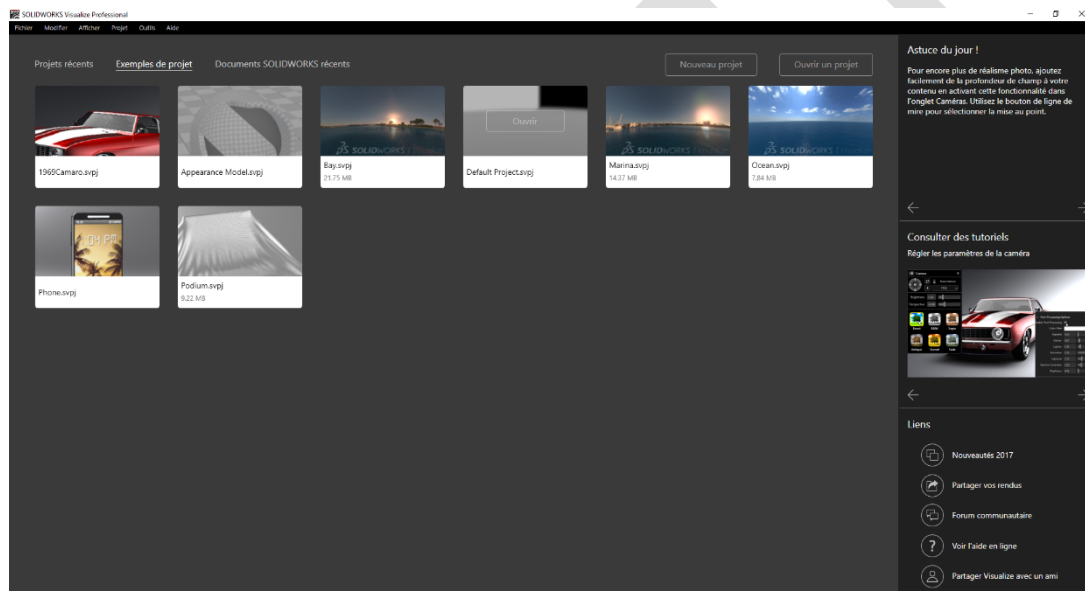 SOLIDWORKS Visualize Professional
Fichier Modifier Afficher Projet Outils Aide
Projets récents Exemples de projet Documents SOLIDWORKS récents Nouveau projet Ouvrir un projet
1969Camaro.svpj
Appearance Model.svpj
SOLIDWORKS
Bay.svpj
21.75 MB
Ouvrir
Default Project.svpj
SOLIDWORKS
Marina.svpj
14.37 MB
SOLIDWORKS
Ocean.svpj
7.84 MB
04 PM
Phone.svpj
Podium.svpj
9.22 MB
Astuce du jour !
Pour encore plus de réalisme photo, ajoutez
facilement de la profondeur de champ à votre
contenu en activant cette fonctionnalité dans
l'onglet Caméras. Utilisez le bouton de ligne de
mire pour sélectionner la mise au point.
Consulter des tutoriels
Régler les paramètres de la caméra
Liens
Nouveautés 2017
Partager vos rendus
Forum communautaire
Voir l'aide en ligne
Partager Visualize avec un ami